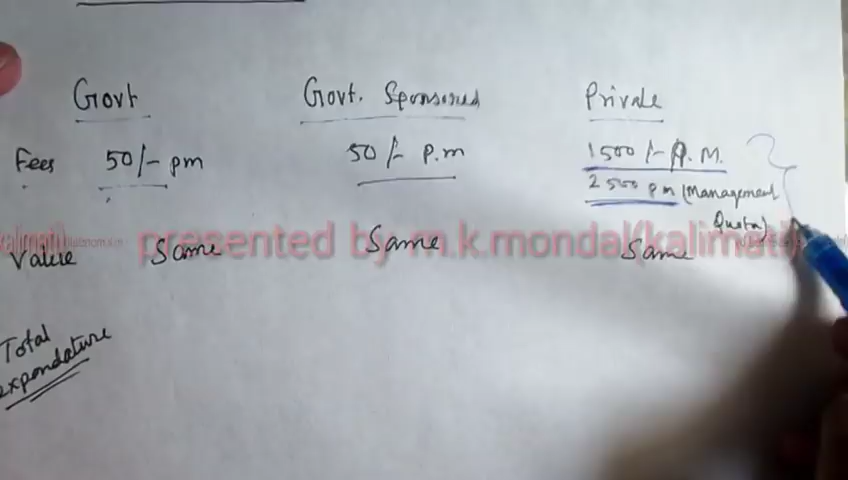 Govt Govt. Sponsored Private
Fees 50/- pm 50/- p.m 1500/- P.M.
2500 pm (Management
Quota)
Value Same Same Same
presented by m.k.mondal(kalimati)
Total
expondature